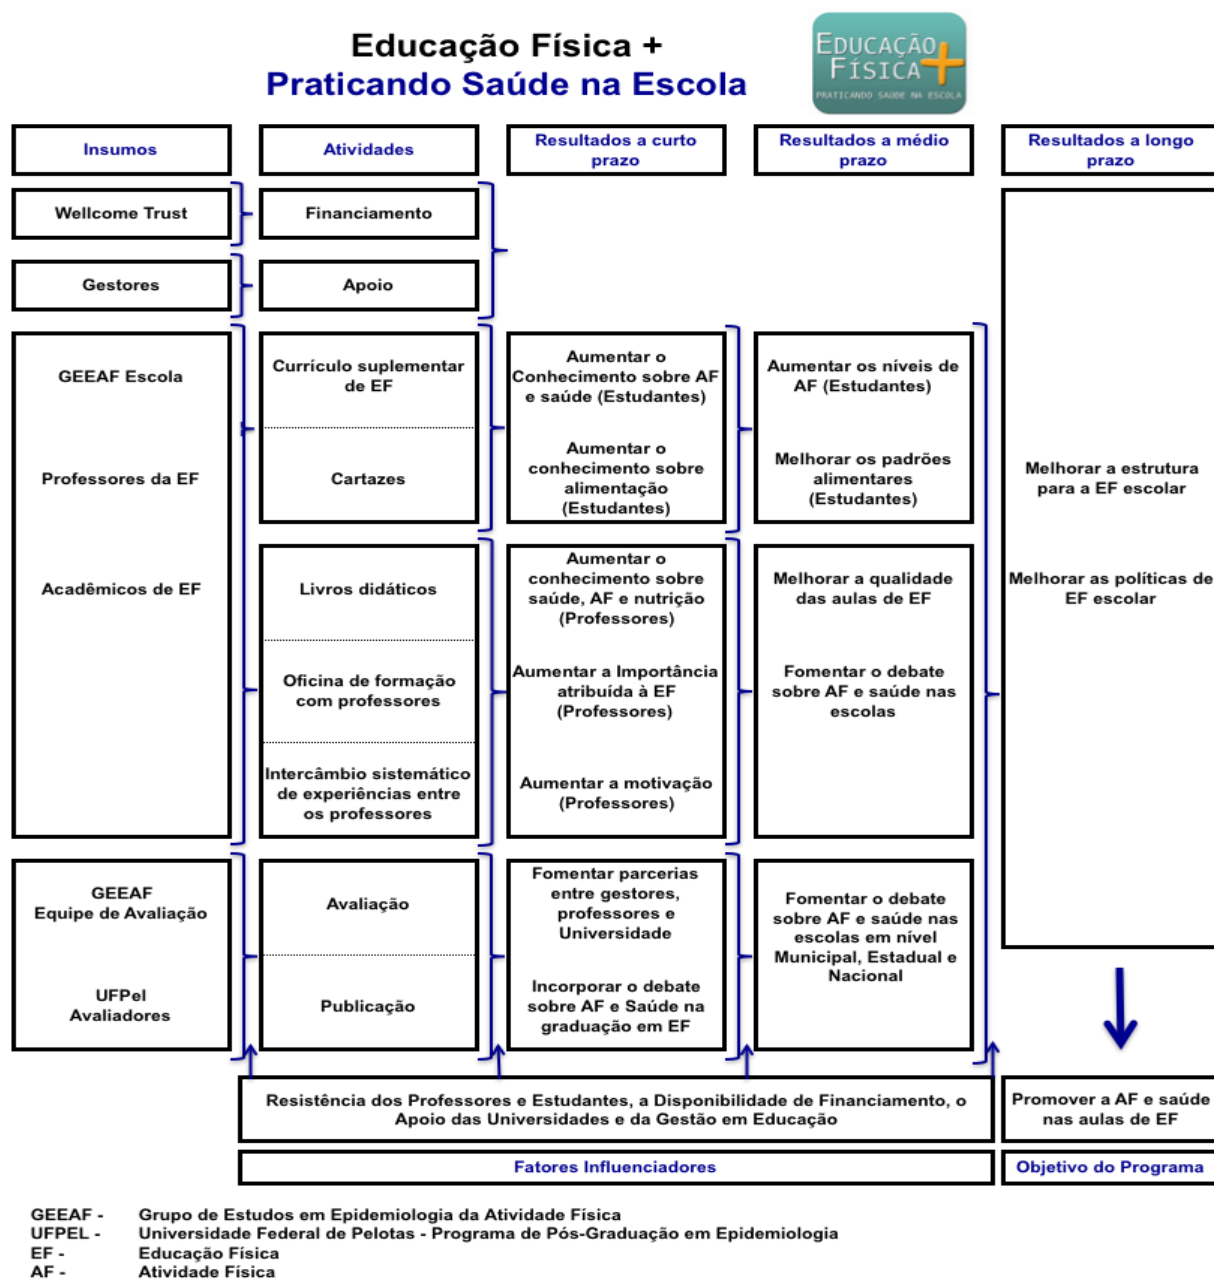 Educação Física +
Praticando Saúde na Escola
EDUCAÇÃO
FÍSICA +
PRATICANDO SAÚDE NA ESCOLA
Insumos
Atividades
Resultados a curto
prazo
Resultados a médio
prazo
Resultados a longo
prazo
Wellcome Trust
Financiamento
Gestores
Apoio
GEEAF Escola
Professores da EF
Acadêmicos de EF
Currículo suplementar
de EF
Cartazes
Aumentar o
Conhecimento sobre AF
e saúde (Estudantes)
Aumentar o
conhecimento sobre
alimentação
(Estudantes)
Aumentar os níveis de
AF (Estudantes)
Melhorar os padrões
alimentares
(Estudantes)
Livros didáticos
Oficina de formação
com professores
Intercâmbio sistemático
de experiências entre
os professores
Aumentar o
conhecimento sobre
saúde, AF e nutrição
(Professores)
Aumentar a Importância
atribuída à EF
(Professores)
Aumentar a motivação
(Professores)
Melhorar a qualidade
das aulas de EF
Fomentar o debate
sobre AF e saúde nas
escolas
Melhorar a estrutura
para a EF escolar
Melhorar as políticas de
EF escolar
GEEAF
Equipe de Avaliação
UFPel
Avaliadores
Avaliação
Publicação
Fomentar parcerias
entre gestores,
professores e
Universidade
Incorporar o debate
sobre AF e Saúde na
graduação em EF
Fomentar o debate
sobre AF e saúde nas
escolas em nível
Municipal, Estadual e
Nacional
Resistência dos Professores e Estudantes, a Disponibilidade de Financiamento, o
Apoio das Universidades e da Gestão em Educação
Promover a AF e saúde
nas aulas de EF
Fatores Influenciadores
Objetivo do Programa
GEEAF - Grupo de Estudos em Epidemiologia da Atividade Física
UFPEL - Universidade Federal de Pelotas - Programa de Pós-Graduação em Epidemiologia
EF - Educação Física
AF - Atividade Física